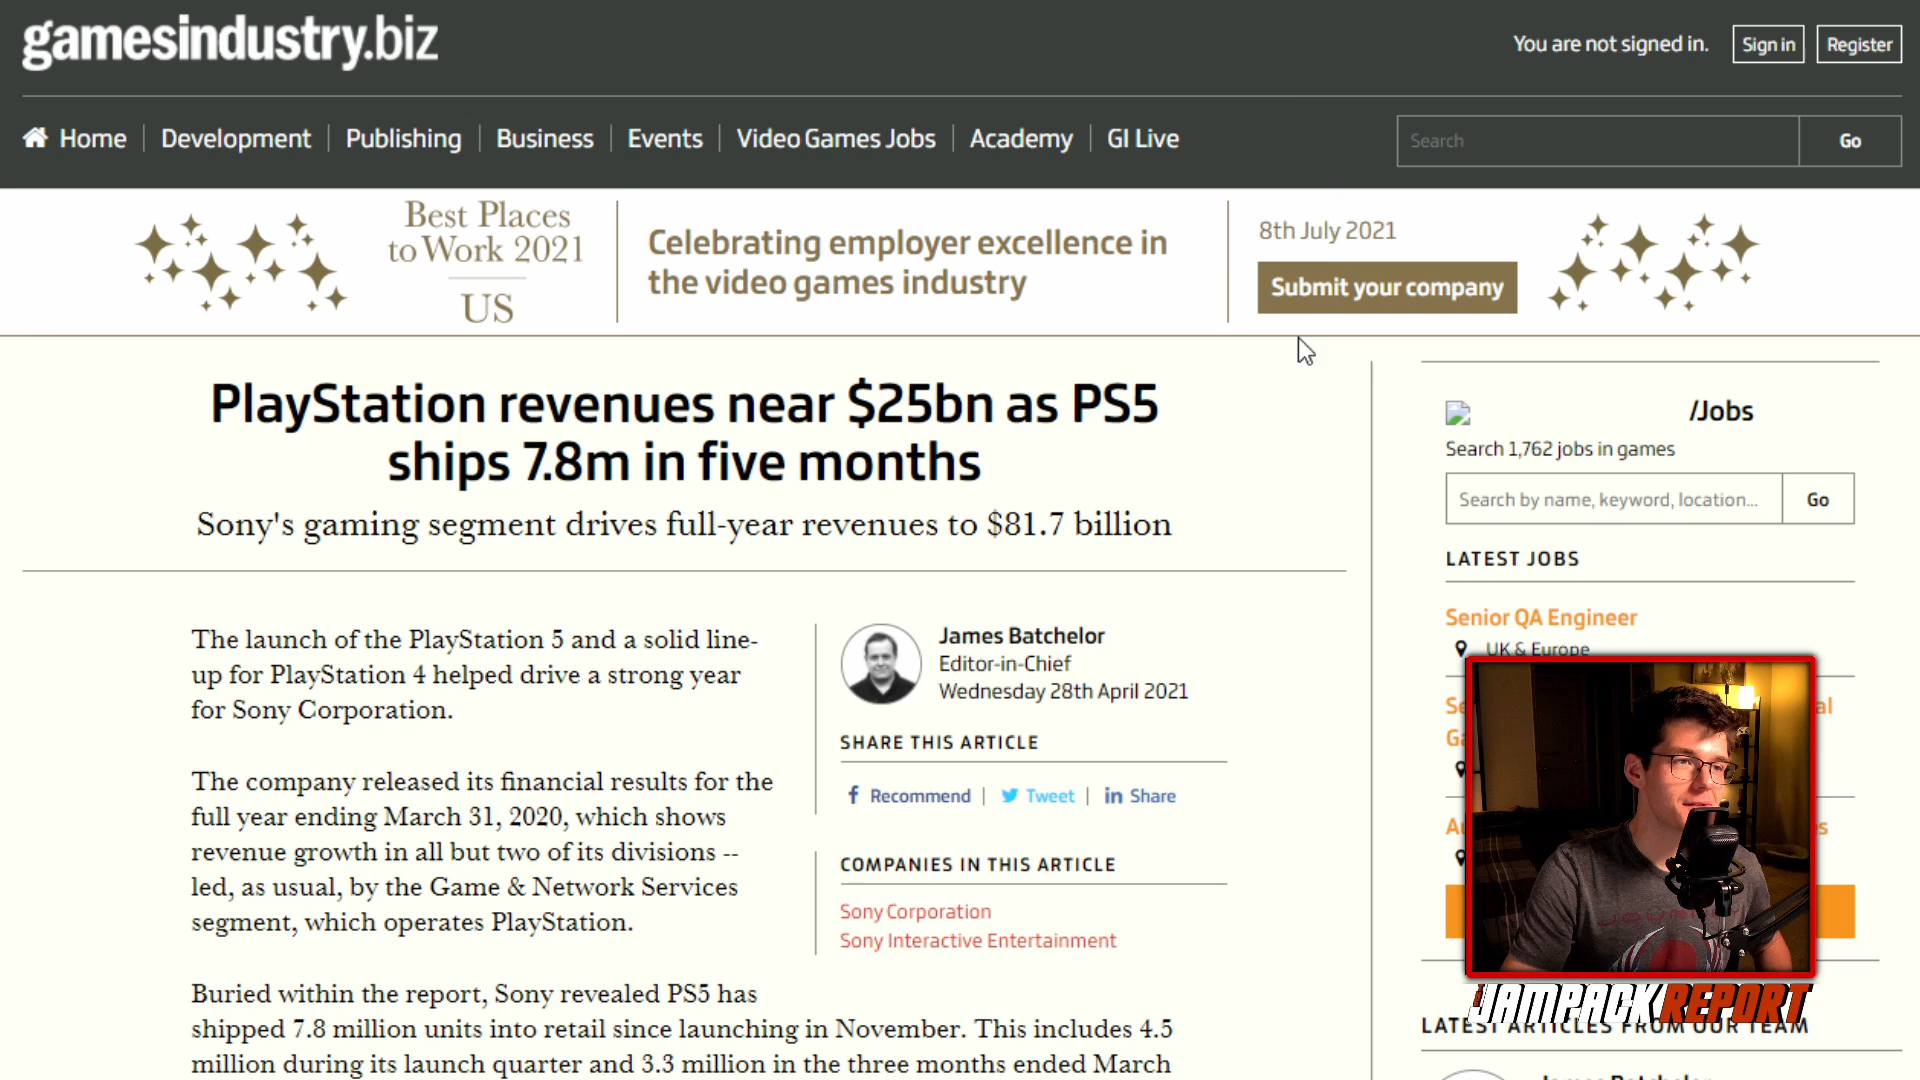 gamesindustry.biz
You are not signed in.
Sign in
Register
Home
Development
Publishing
Business
Events
Video Games Jobs
Academy
GI Live
Search
Go
Best Places
to Work 2021
US
Celebrating employer excellence in
the video games industry
8th July 2021
Submit your company
PlayStation revenues near $25bn as PS5
ships 7.8m in five months
Sony's gaming segment drives full-year revenues to $81.7 billion
The launch of the PlayStation 5 and a solid line-
up for PlayStation 4 helped drive a strong year
for Sony Corporation.
The company released its financial results for the
full year ending March 31, 2020, which shows
revenue growth in all but two of its divisions --
led, as usual, by the Game & Network Services
segment, which operates PlayStation.
Buried within the report, Sony revealed PS5 has
shipped 7.8 million units into retail since launching in November. This includes 4.5
million during its launch quarter and 3.3 million in the three months ended March
James Batchelor
Editor-in-Chief
Wednesday 28th April 2021
SHARE THIS ARTICLE
Recommend
Tweet
Share
COMPANIES IN THIS ARTICLE
Sony Corporation
Sony Interactive Entertainment
/Jobs
Search 1,762 jobs in games
Search by name, keyword, location...
Go
LATEST JOBS
Senior QA Engineer
UK & Europe
JAMPACK REPORT
LATEST ARTICLES FROM OUR TEAM